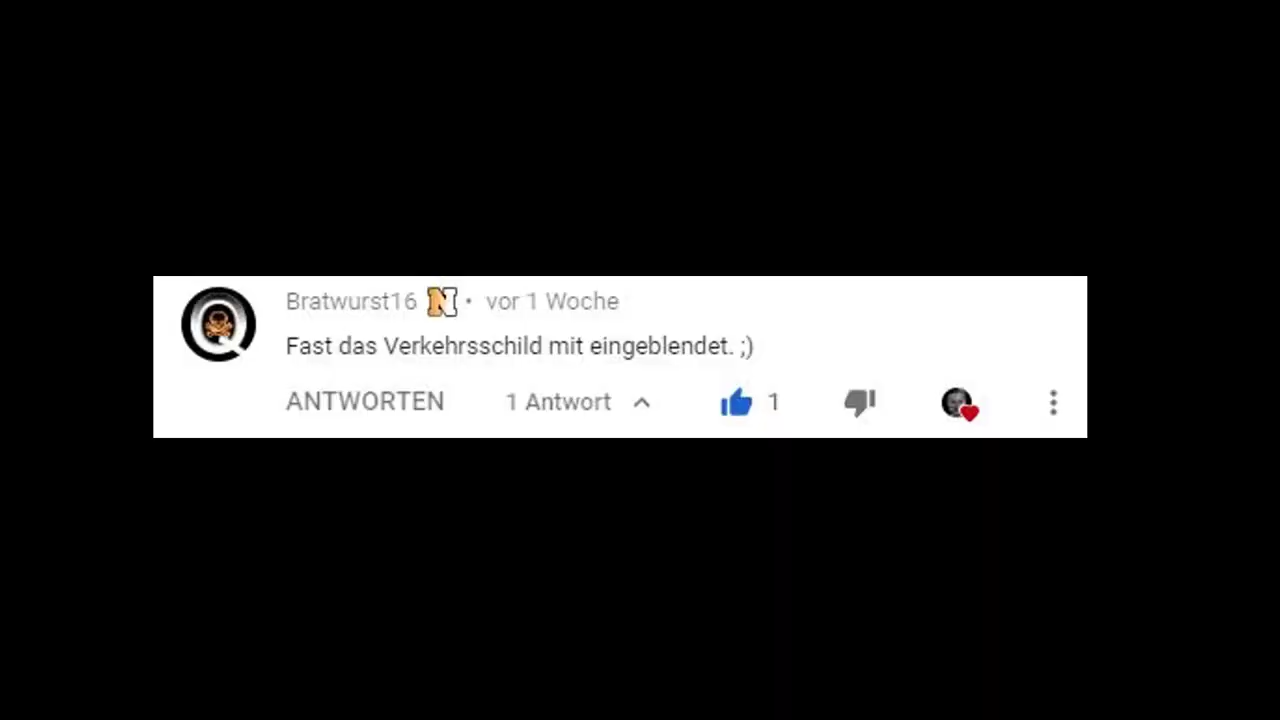 Bratwurst16 N • vor 1 Woche
Fast das Verkehrsschild mit eingeblendet. ;)
ANTWORTEN 1 Antwort 1